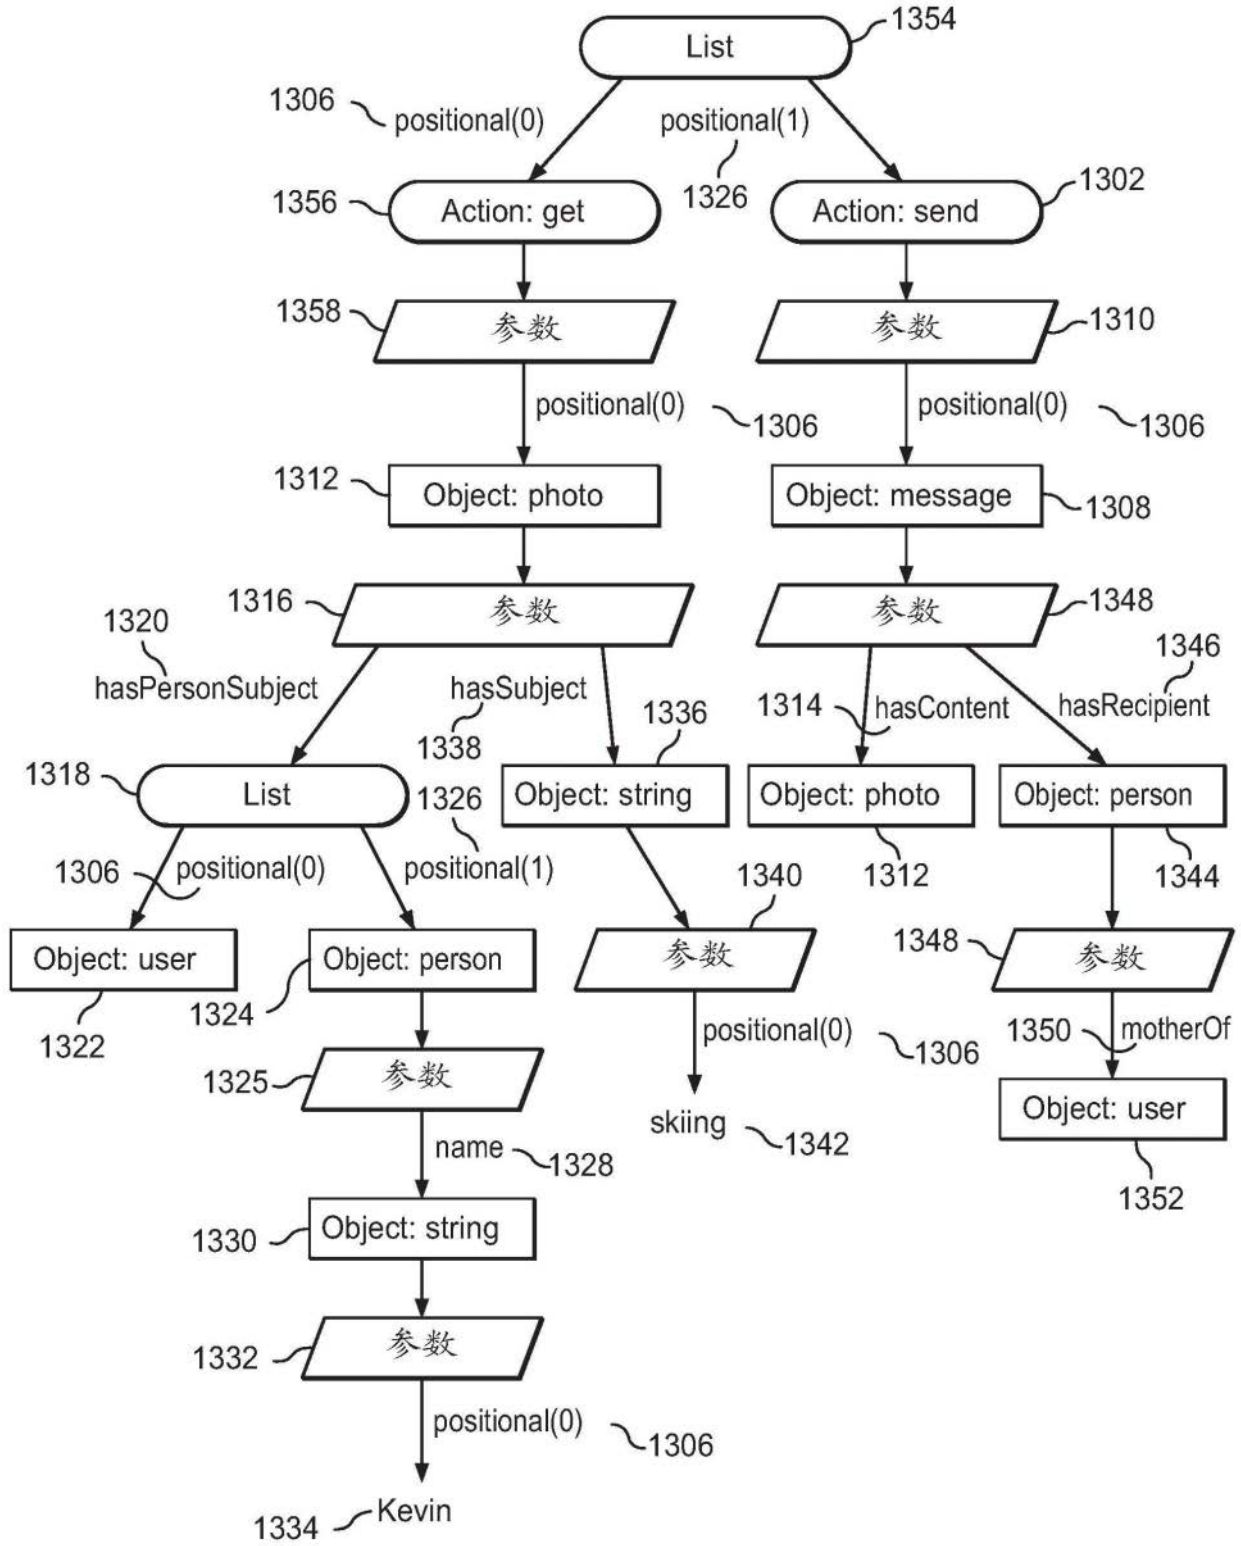 List
1354
1306
positional(0)
positional(1)
1326
1356
Action: get
Action: send
1302
1358
参数
参数
1310
positional(0)
1306
positional(0)
1306
1312
Object: photo
Object: message
1308
1316
参数
参数
1348
1320
hasPersonSubject
hasSubject
1338
1336
1314
hasContent
1346
hasRecipient
1318
List
1326
Object: string
Object: photo
1312
Object: person
1344
1306
positional(0)
positional(1)
1340
Object: user
1322
Object: person
1324
参数
1348
参数
1325
参数
positional(0)
1306
1350
motherOf
name
1328
skiing
1342
Object: user
1352
1330
Object: string
1332
参数
positional(0)
1306
1334
Kevin